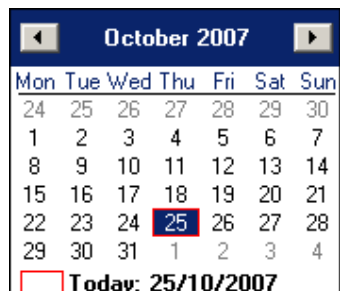 October 2007
Mon Tue Wed Thu Fri Sat Sun
24 25 26 27 28 29 30
1 2 3 4 5 6 7
8 9 10 11 12 13 14
15 16 17 18 19 20 21
22 23 24 25 26 27 28
29 30 31 1 2 3 4
Today: 25/10/2007